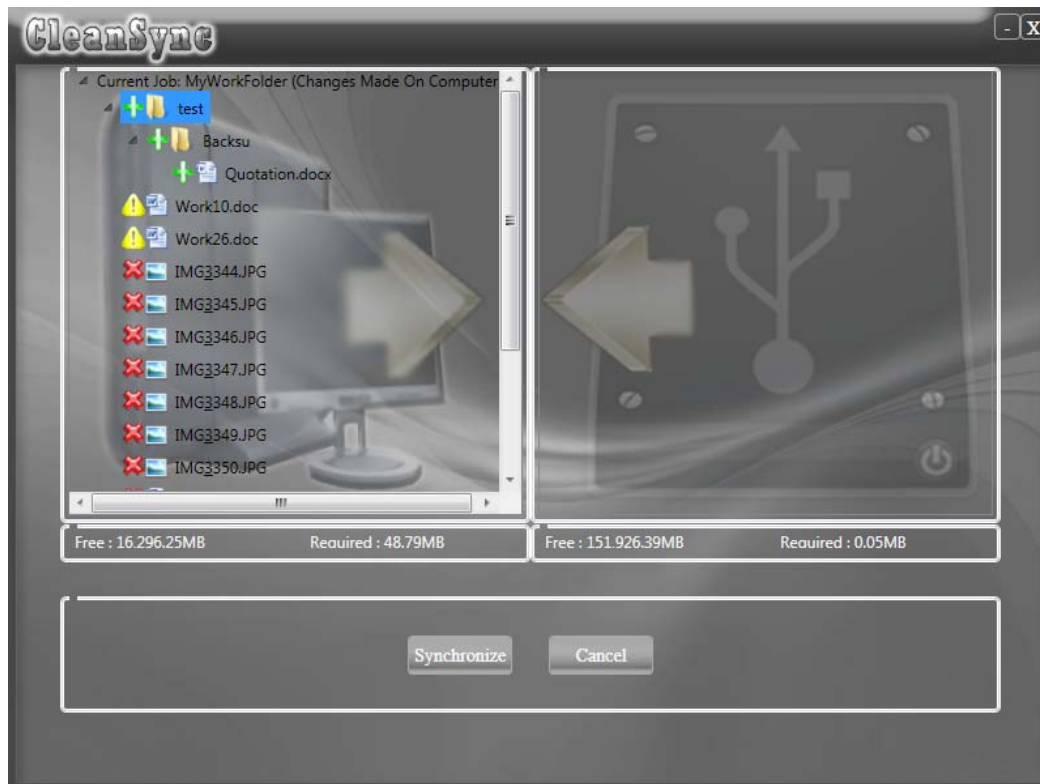 CleanSync
- X
Current Job: MyWorkFolder (Changes Made On Computer
test
Backsu
Quotation.docx
Work10.doc
Work26.doc
IMG3344.JPG
IMG3345.JPG
IMG3346.JPG
IMG3347.JPG
IMG3348.JPG
IMG3349.JPG
IMG3350.JPG
Free : 16.296.25MB Required : 48.79MB
Free : 151.926.39MB Required : 0.05MB
Synchronize Cancel